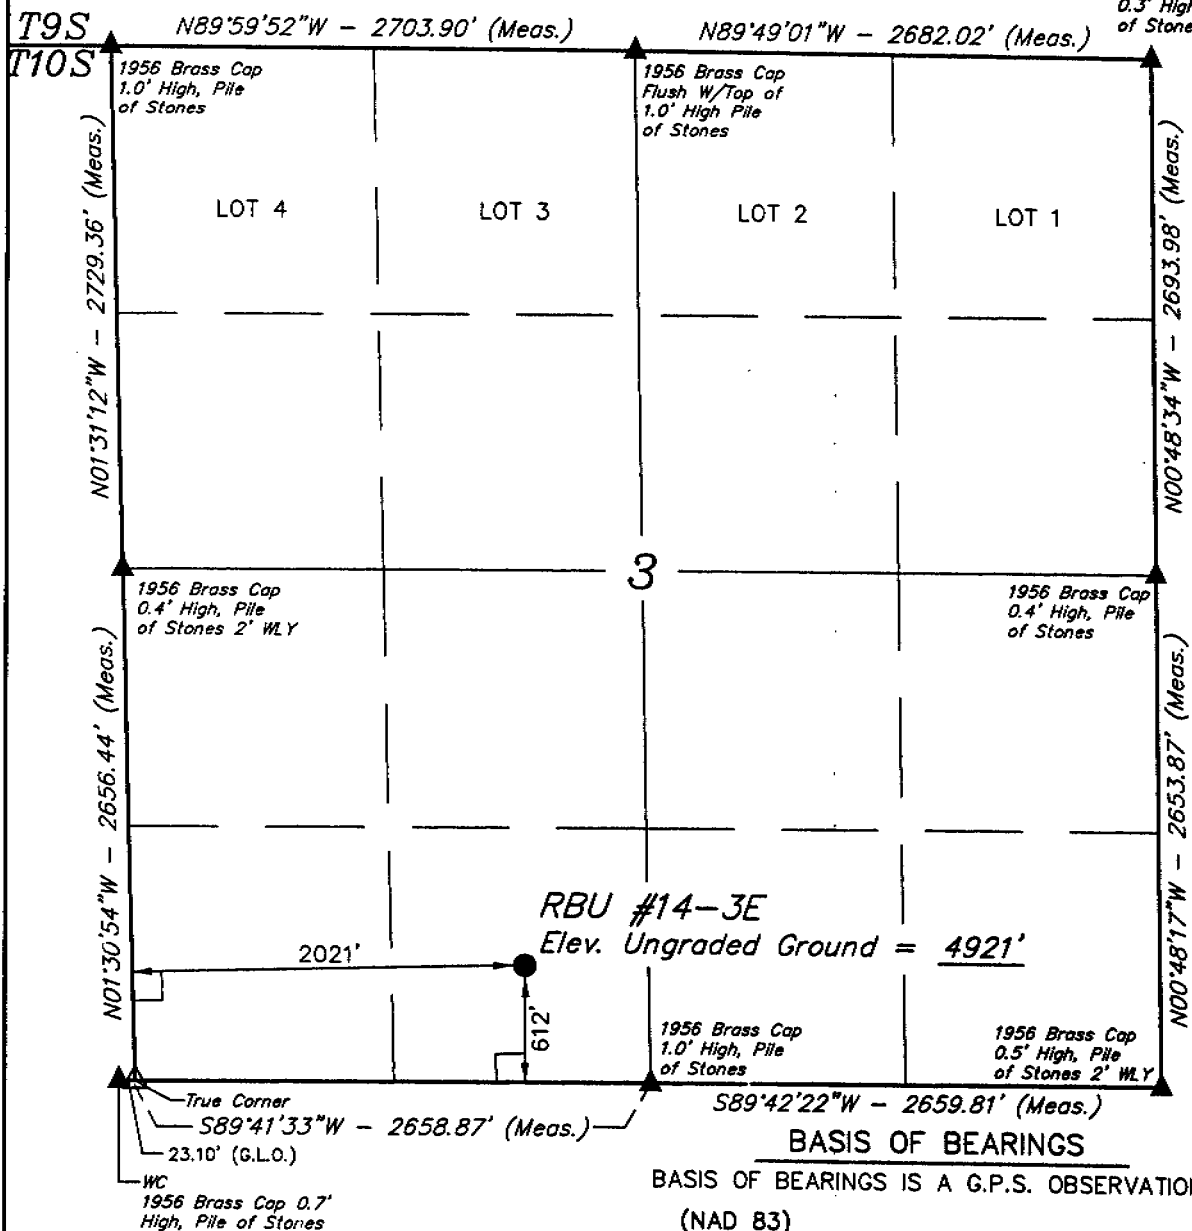 T9S
N89°59'52"W - 2703.90' (Meas.)
N89°49'01"W - 2682.02' (Meas.)
0.3' High
of Stone
T10S
1956 Brass Cap
1.0' High, Pile
of Stones
1956 Brass Cap
Flush W/Top of
1.0' High Pile
of Stones
N01°31'12"W - 2729.36' (Meas.)
LOT 4
LOT 3
LOT 2
LOT 1
N00°48'34"W - 2693.98' (Meas.)
3
1956 Brass Cap
0.4' High, Pile
of Stones 2' WLY
1956 Brass Cap
0.4' High, Pile
of Stones
N01°30'54"W - 2656.44' (Meas.)
N00°48'17"W - 2653.87' (Meas.)
RBU #14-3E
Elev. Ungraded Ground = 4921'
2021'
612'
1956 Brass Cap
1.0' High, Pile
of Stones
1956 Brass Cap
0.5' High, Pile
of Stones 2' WLY
True Corner
S89°41'33"W - 2658.87' (Meas.)
S89°42'22"W - 2659.81' (Meas.)
23.10' (G.L.O.)
WC
1956 Brass Cap 0.7'
High, Pile of Stones
BASIS OF BEARINGS
BASIS OF BEARINGS IS A G.P.S. OBSERVATION
(NAD 83)